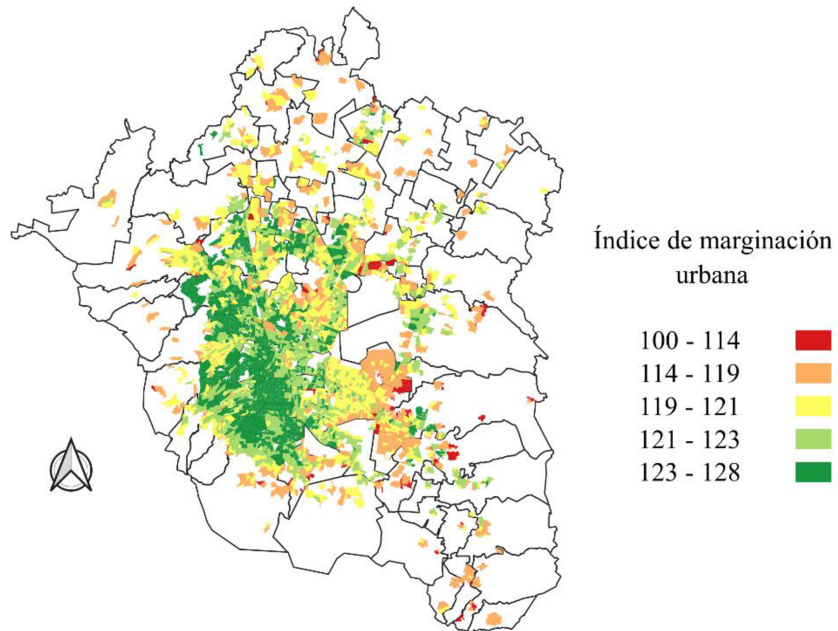 Índice de marginación
urbana
100 - 114
114 - 119
119 - 121
121 - 123
123 - 128